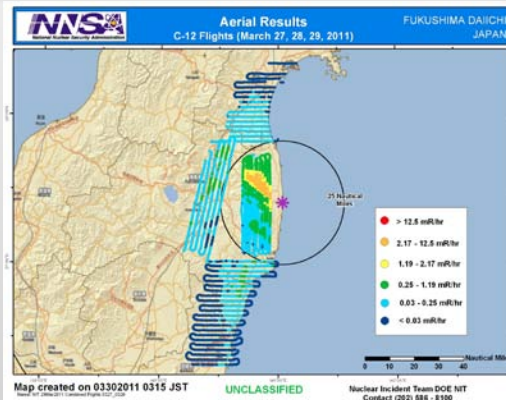 NNSA
National Nuclear Security Administration
Aerial Results
C-12 Flights (March 27, 28, 29, 2011)
FUKUSHIMA DAIICHI
JAPAN
25 Nautical
Miles
> 12.5 mR/hr
2.17 - 12.5 mR/hr
1.19 - 2.17 mR/hr
0.25 - 1.19 mR/hr
0.03 - 0.25 mR/hr
< 0.03 mR/hr
Nautical Mile
0 10 20 30 40
Map created on 03302011 0315 JST
UNCLASSIFIED
Nuclear Incident Team DOE NIT
Contact (202) 586 - 8100